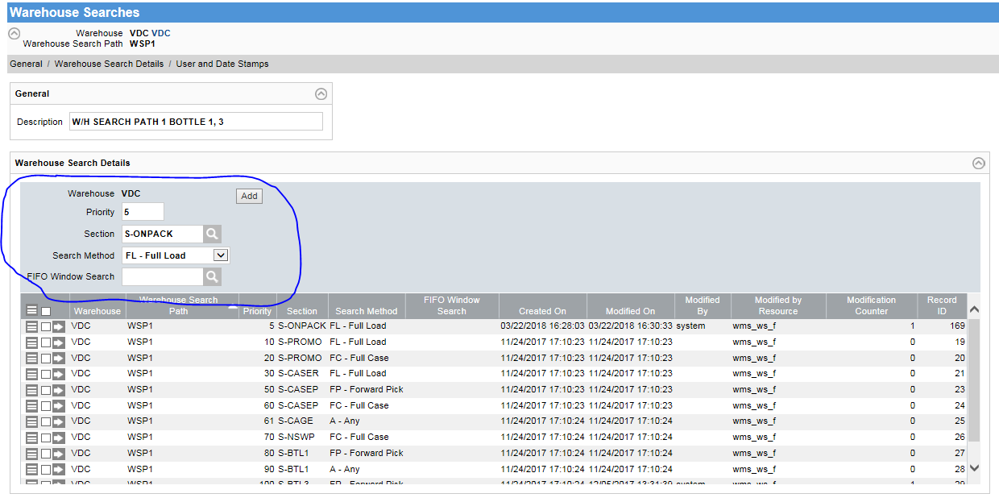 Warehouse Searches
Warehouse VDC VDC
Warehouse Search Path WSP1
General / Warehouse Search Details / User and Date Stamps
General
Description W/H SEARCH PATH 1 BOTTLE 1, 3
Warehouse Search Details
Warehouse VDC Add
Priority 5
Section S-ONPACK
Search Method FL - Full Load
FIFO Window Search
Warehouse Warehouse Search Path Priority Section Search Method FIFO Window Search Created On Modified On Modified By Modified by Resource Modification Counter Record ID
VDC WSP1 5 S-ONPACK FL - Full Load 03/22/2018 16:28:03 03/22/2018 16:30:33 system wms_ws_f 1 169
VDC WSP1 10 S-PROMO FL - Full Load 11/24/2017 17:10:23 11/24/2017 17:10:23 wms_ws_f 0 19
VDC WSP1 20 S-PROMO FC - Full Case 11/24/2017 17:10:23 11/24/2017 17:10:23 wms_ws_f 0 20
VDC WSP1 30 S-CASER FL - Full Load 11/24/2017 17:10:23 11/24/2017 17:10:23 wms_ws_f 0 21
VDC WSP1 50 S-CASEP FP - Forward Pick 11/24/2017 17:10:23 11/24/2017 17:10:23 wms_ws_f 0 23
VDC WSP1 60 S-CASEP FC - Full Case 11/24/2017 17:10:23 11/24/2017 17:10:23 wms_ws_f 0 24
VDC WSP1 61 S-CAGE A - Any 11/24/2017 17:10:24 11/24/2017 17:10:24 wms_ws_f 0 25
VDC WSP1 70 S-NSWP FC - Full Case 11/24/2017 17:10:24 11/24/2017 17:10:24 wms_ws_f 0 26
VDC WSP1 80 S-BTL1 FP - Forward Pick 11/24/2017 17:10:24 11/24/2017 17:10:24 wms_ws_f 0 27
VDC WSP1 90 S-BTL1 A - Any 11/24/2017 17:10:24 11/24/2017 17:10:24 wms_ws_f 0 28
VDC WSP1 100 S-BTL3 FP - Forward Pick 11/24/2017 17:10:24 12/05/2017 13:31:39 system wms_ws_f 1 29